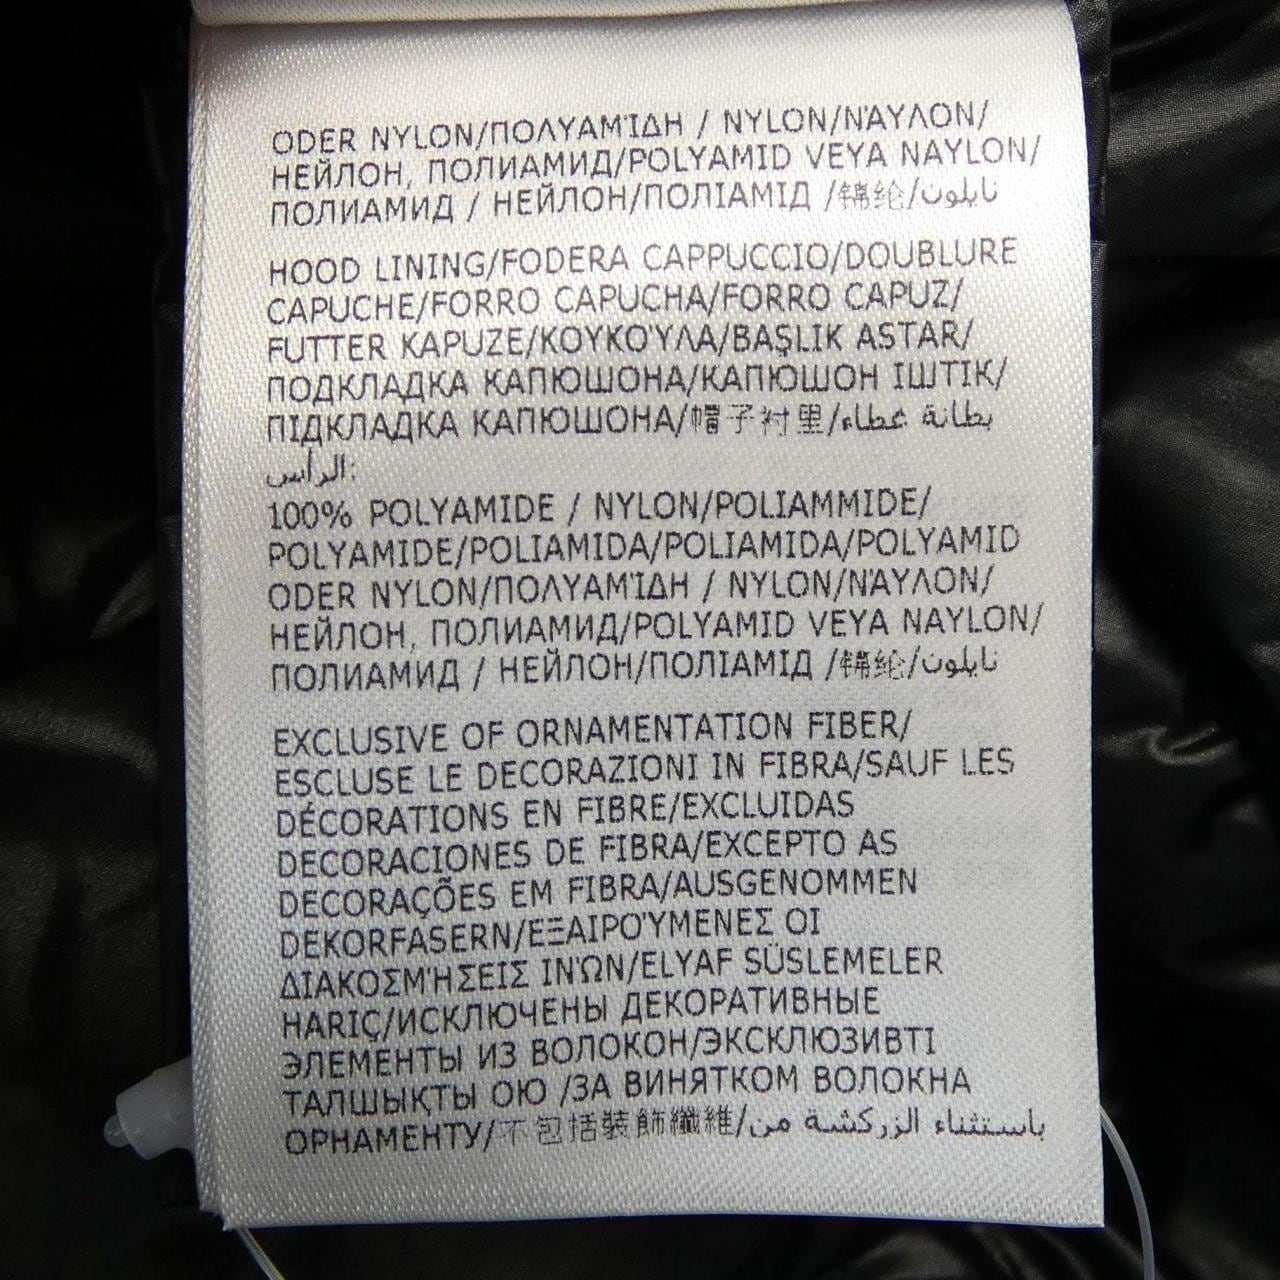 ODER NYLON/ΠΟΛΥΑΜΊΔΗ / NYLON/ΝΆΥΛΟΝ/
НЕЙЛОН, ПОЛИАМИД/POLYAMID VEYA NAYLON/
ПОЛИАМИД / НЕЙЛОН/ПОЛІАМІД /锦纶/نايلون
HOOD LINING/FODERA CAPPUCCIO/DOUBLURE
CAPUCHE/FORRO CAPUCHA/FORRO CAPUZ/
FUTTER KAPUZE/ΚΟΥΚΟΎΛΑ/BAŞLIK ASTAR/
ПОДКЛАДКА КАПЮШОНА/КАПЮШОН ІШТІК/
ПІДКЛАДКА КАПЮШОНА/帽子衬里/بطانة غطاء
الرأس:
100% POLYAMIDE / NYLON/POLIAMMIDE/
POLYAMIDE/POLIAMIDA/POLIAMIDA/POLYAMID
ODER NYLON/ΠΟΛΥΑΜΊΔΗ / NYLON/ΝΆΥΛΟΝ/
НЕЙЛОН, ПОЛИАМИД/POLYAMID VEYA NAYLON/
ПОЛИАМИД / НЕЙЛОН/ПОЛІАМІД /锦纶/نايلون
EXCLUSIVE OF ORNAMENTATION FIBER/
ESCLUSE LE DECORAZIONI IN FIBRA/SAUF LES
DÉCORATIONS EN FIBRE/EXCLUIDAS
DECORACIONES DE FIBRA/EXCEPTO AS
DECORAÇÕES EM FIBRA/AUSGENOMMEN
DEKORFASERN/ΕΞΑΙΡΟΎΜΕΝΕΣ ΟΙ
ΔΙΑΚΟΣΜΉΣΕΙΣ ΙΝΏΝ/ELYAF SÜSLEMELER
HARIÇ/ИСКЛЮЧЕНЫ ДЕКОРАТИВНЫЕ
ЭЛЕМЕНТЫ ИЗ ВОЛОКОН/ЭКСКЛЮЗИВТІ
ТАЛШЫҚТЫ ОЮ /ЗА ВИНЯТКОМ ВОЛОКНА
ОРНАМЕНТУ/不包括裝飾纖維/باستثناء الزركشة من